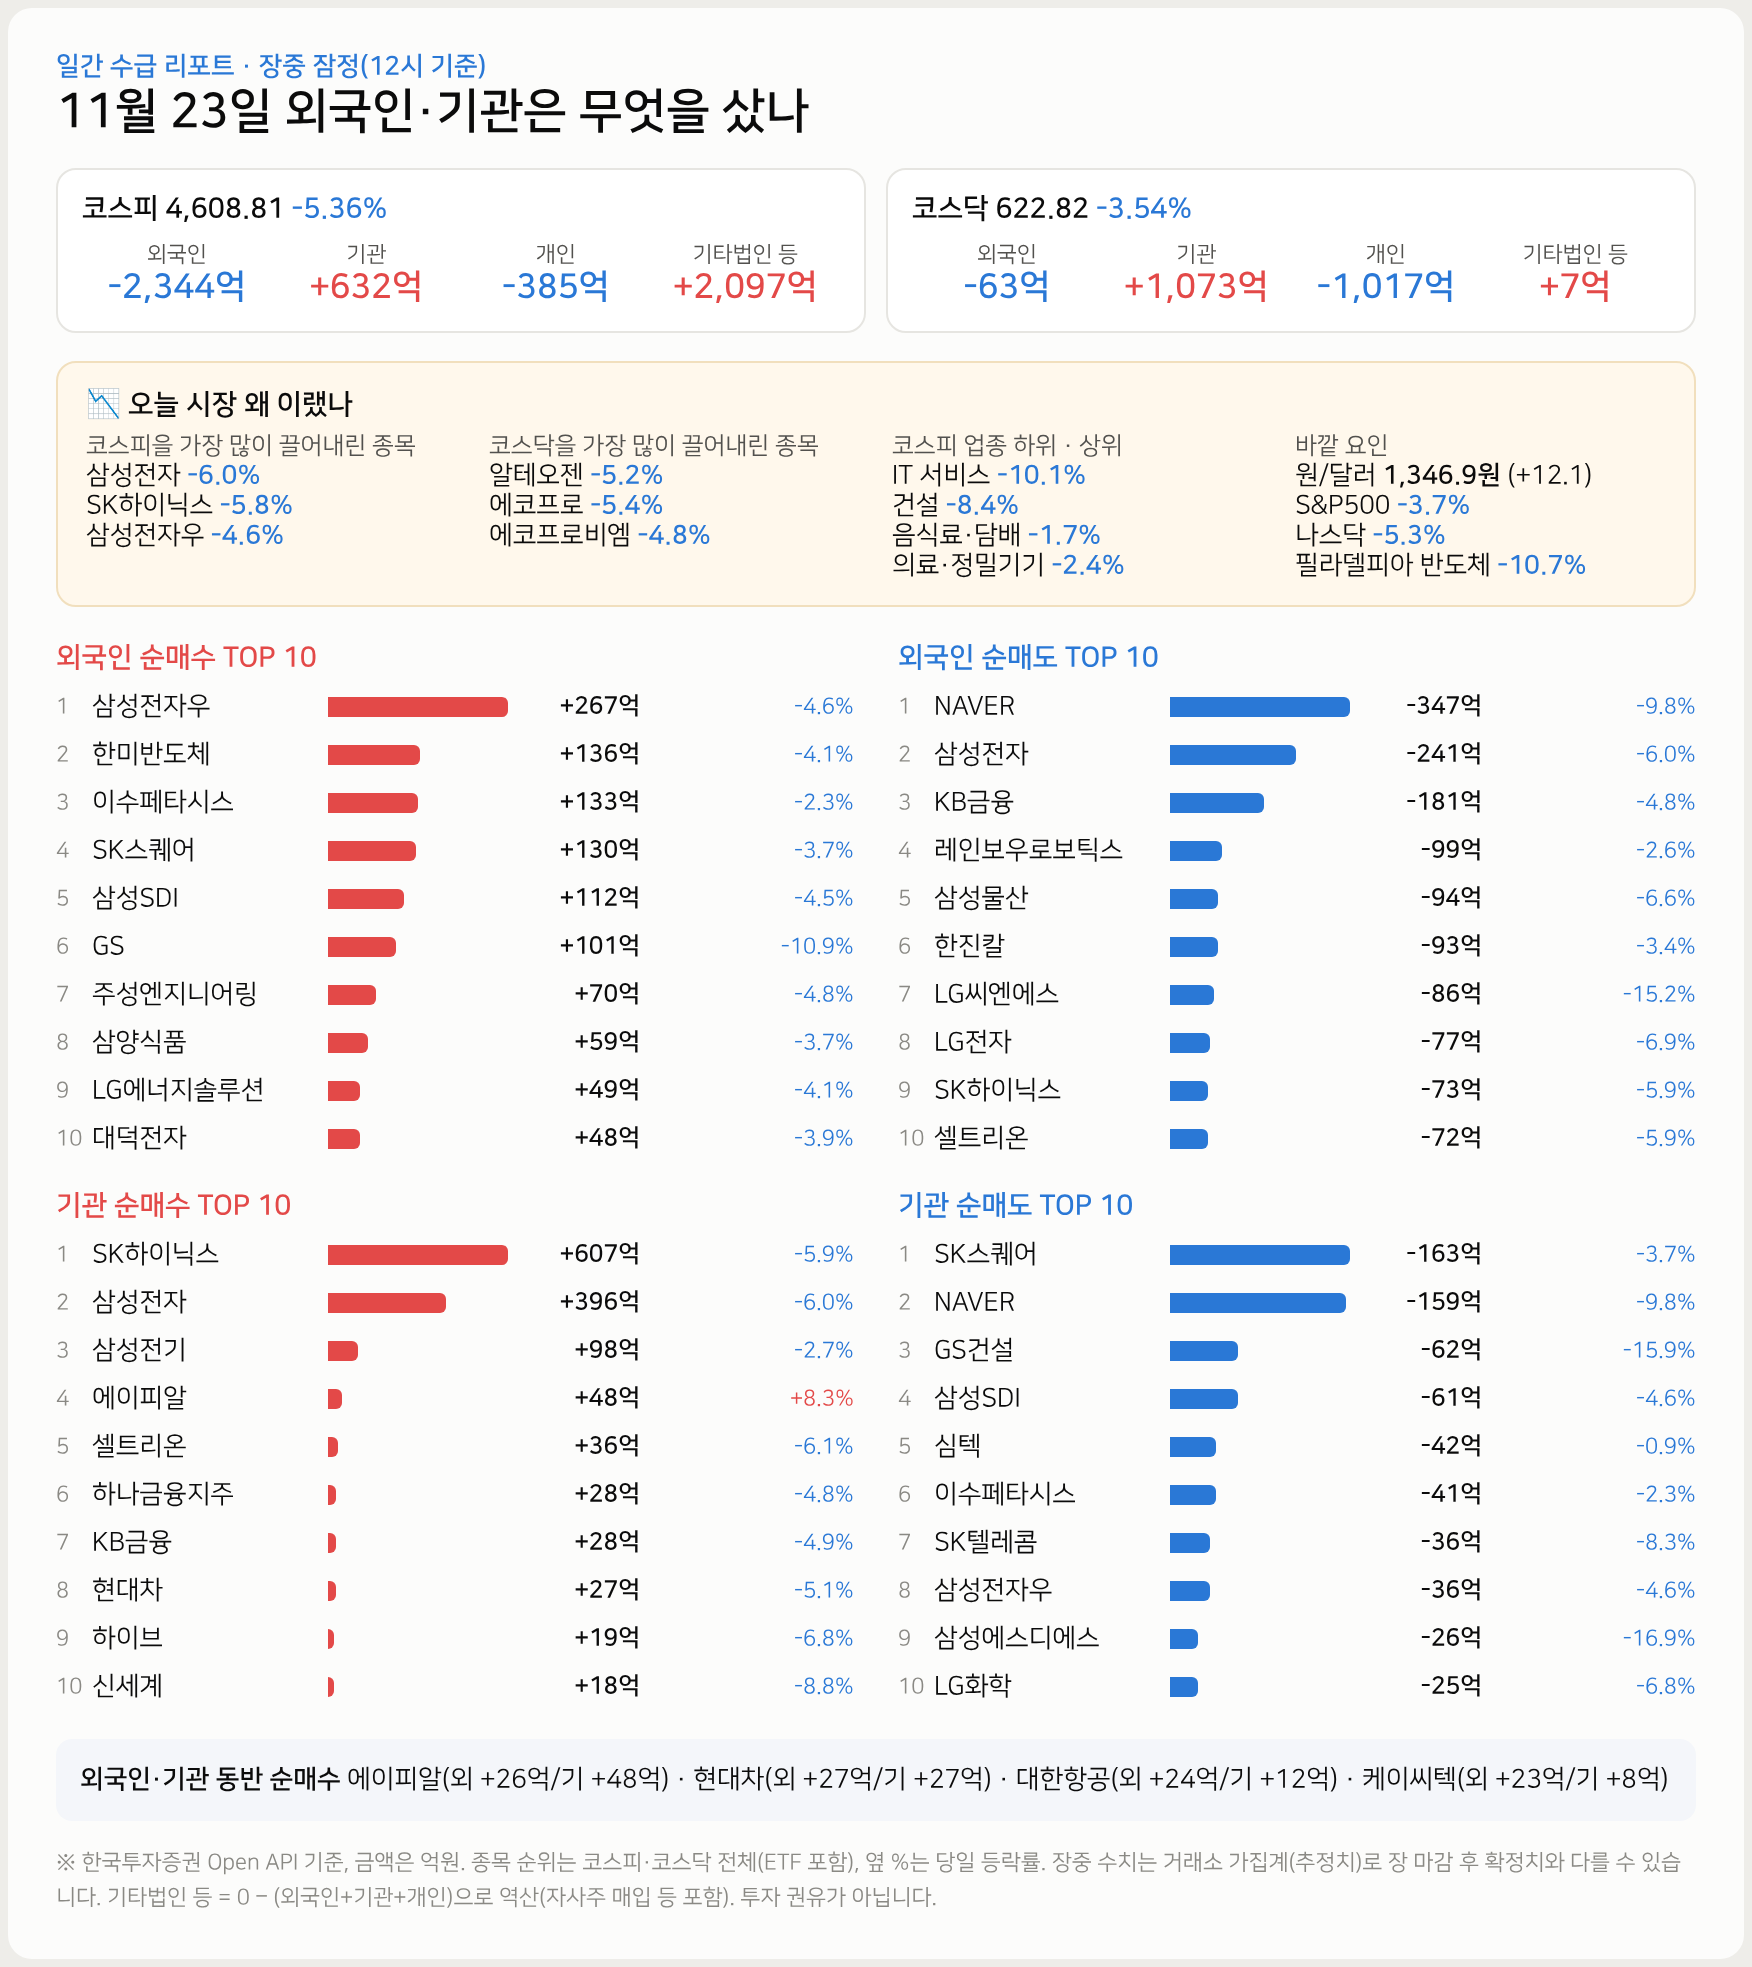 일간 수급 리포트 · 장중 잠정(12시 기준)
11월 23일 외국인·기관은 무엇을 샀나
코스피 4,608.81 -5.36%
외국인 기관 개인 기타법인 등
-2,344억 +632억 -385억 +2,097억
코스닥 622.82 -3.54%
외국인 기관 개인 기타법인 등
-63억 +1,073억 -1,017억 +7억
오늘 시장 왜 이랬나
코스피을 가장 많이 끌어내린 종목
삼성전자 -6.0%
SK하이닉스 -5.8%
삼성전자우 -4.6%
코스닥을 가장 많이 끌어내린 종목
알테오젠 -5.2%
에코프로 -5.4%
에코프로비엠 -4.8%
코스피 업종 하위 · 상위
IT 서비스 -10.1%
건설 -8.4%
음식료·담배 -1.7%
의료·정밀기기 -2.4%
바깥 요인
원/달러 1,346.9원 (+12.1)
S&P500 -3.7%
나스닥 -5.3%
필라델피아 반도체 -10.7%
외국인 순매수 TOP 10
1 삼성전자우 +267억 -4.6%
2 한미반도체 +136억 -4.1%
3 이수페타시스 +133억 -2.3%
4 SK스퀘어 +130억 -3.7%
5 삼성SDI +112억 -4.5%
6 GS +101억 -10.9%
7 주성엔지니어링 +70억 -4.8%
8 삼양식품 +59억 -3.7%
9 LG에너지솔루션 +49억 -4.1%
10 대덕전자 +48억 -3.9%
외국인 순매도 TOP 10
1 NAVER -347억 -9.8%
2 삼성전자 -241억 -6.0%
3 KB금융 -181억 -4.8%
4 레인보우로보틱스 -99억 -2.6%
5 삼성물산 -94억 -6.6%
6 한진칼 -93억 -3.4%
7 LG씨엔에스 -86억 -15.2%
8 LG전자 -77억 -6.9%
9 SK하이닉스 -73억 -5.9%
10 셀트리온 -72억 -5.9%
기관 순매수 TOP 10
1 SK하이닉스 +607억 -5.9%
2 삼성전자 +396억 -6.0%
3 삼성전기 +98억 -2.7%
4 에이피알 +48억 +8.3%
5 셀트리온 +36억 -6.1%
6 하나금융지주 +28억 -4.8%
7 KB금융 +28억 -4.9%
8 현대차 +27억 -5.1%
9 하이브 +19억 -6.8%
10 신세계 +18억 -8.8%
기관 순매도 TOP 10
1 SK스퀘어 -163억 -3.7%
2 NAVER -159억 -9.8%
3 GS건설 -62억 -15.9%
4 삼성SDI -61억 -4.6%
5 심텍 -42억 -0.9%
6 이수페타시스 -41억 -2.3%
7 SK텔레콤 -36억 -8.3%
8 삼성전자우 -36억 -4.6%
9 삼성에스디에스 -26억 -16.9%
10 LG화학 -25억 -6.8%
외국인·기관 동반 순매수 에이피알(외 +26억/기 +48억) · 현대차(외 +27억/기 +27억) · 대한항공(외 +24억/기 +12억) · 케이씨텍(외 +23억/기 +8억)
※ 한국투자증권 Open API 기준, 금액은 억원. 종목 순위는 코스피·코스닥 전체(ETF 포함), 옆 %는 당일 등락률. 장중 수치는 거래소 가집계(추정치)로 장 마감 후 확정치와 다를 수 있습
니다. 기타법인 등 = 0 − (외국인+기관+개인)으로 역산(자사주 매입 등 포함). 투자 권유가 아닙니다.